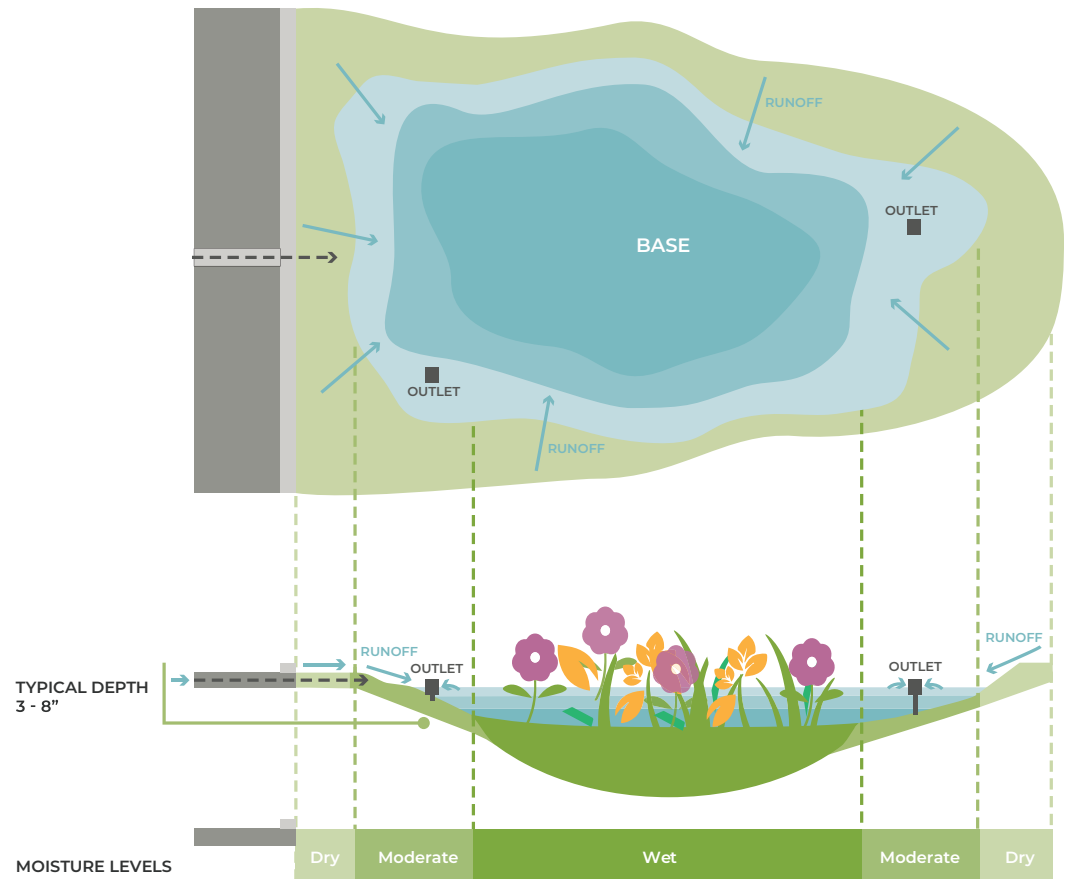 RUNOFF
OUTLET
BASE
OUTLET
RUNOFF
RUNOFF
OUTLET
RUNOFF
OUTLET
TYPICAL DEPTH
3 - 8”
MOISTURE LEVELS
Dry
Moderate
Wet
Moderate
Dry